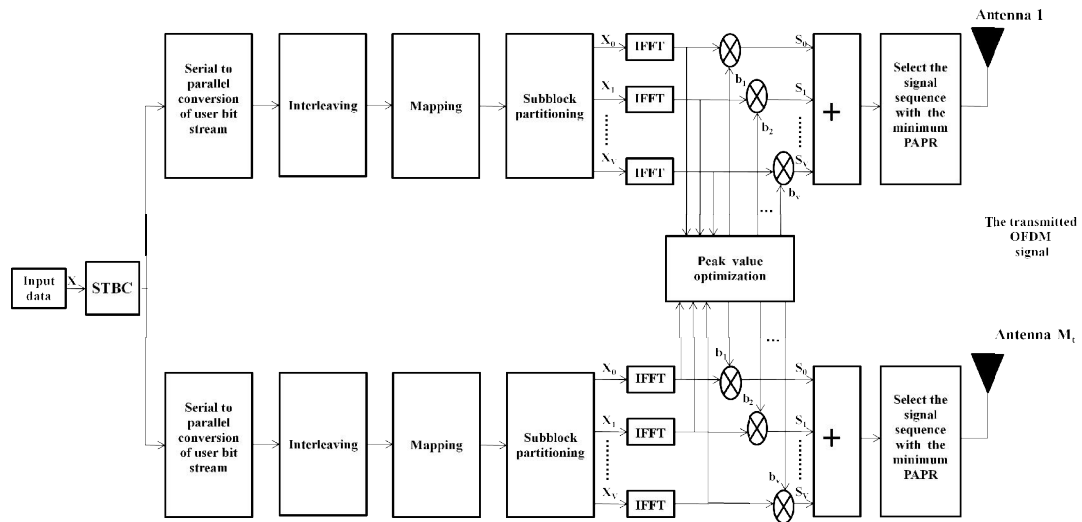 Antenna 1
Serial to
parallel
conversion
of user bit
stream
Interleaving
Mapping
Subblock
partitioning
X0
IFFT
X1
IFFT
XV
IFFT
b1
b2
bv
...
S0
S1
SV
+
Select the
signal
sequence
with the
minimum
PAPR
The transmitted
OFDM
signal
Input
data
X
STBC
Peak value
optimization
Antenna Mt
Serial to
parallel
conversion
of user bit
stream
Interleaving
Mapping
Subblock
partitioning
X0
IFFT
X1
IFFT
XV
IFFT
b1
b2
bv
...
S0
S1
SV
+
Select the
signal
sequence
with the
minimum
PAPR